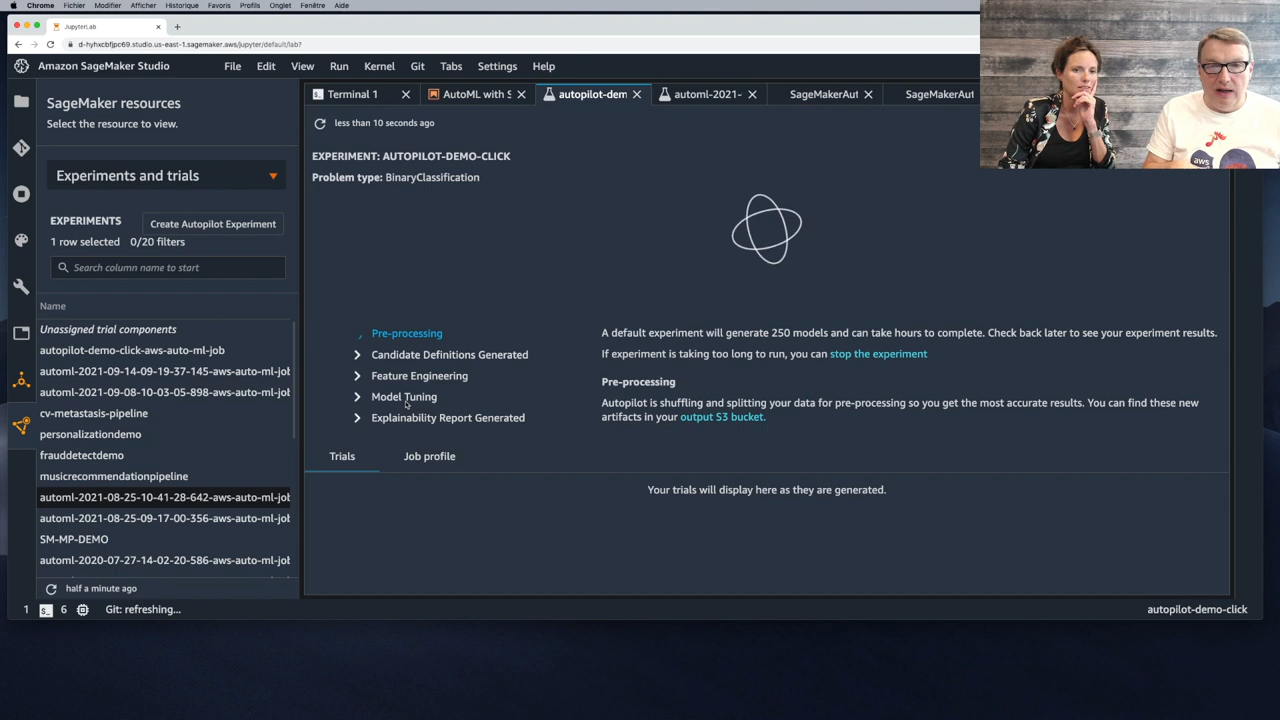 Chrome Fichier Modifier Présentation Historique Favoris Profils Onglet Fenêtre Aide
JupyterLab
d-hyhxcbfjpc69.studio.us-east-1.sagemaker.aws/jupyter/default/lab?
Amazon SageMaker Studio File Edit View Run Kernel Git Tabs Settings Help
SageMaker resources
Select the resource to view.
Experiments and trials
EXPERIMENTS Create Autopilot Experiment
1 row selected 0/20 filters
Search column name to start
Name
Unassigned trial components
autopilot-demo-click-aws-auto-ml-job
automl-2021-09-14-09-19-37-145-aws-auto-ml-job
automl-2021-09-08-10-03-05-898-aws-auto-ml-job
cv-metastasis-pipeline
personalizationdemo
frauddetectdemo
musicrecommendationpipeline
automl-2021-08-25-10-41-28-642-aws-auto-ml-job
automl-2021-08-25-09-17-00-356-aws-auto-ml-job
SM-MP-DEMO
automl-2020-07-27-14-02-20-586-aws-auto-ml-job
half a minute ago
Terminal 1 AutoML with S autopilot-dem automl-2021- SageMakerAut SageMakerAut
less than 10 seconds ago
EXPERIMENT: AUTOPILOT-DEMO-CLICK
Problem type: BinaryClassification
Pre-processing
Candidate Definitions Generated
Feature Engineering
Model Tuning
Explainability Report Generated
A default experiment will generate 250 models and can take hours to complete. Check back later to see your experiment results.
If experiment is taking too long to run, you can stop the experiment
Pre-processing
Autopilot is shuffling and splitting your data for pre-processing so you get the most accurate results. You can find these new
artifacts in your output S3 bucket.
Trials Job profile
Your trials will display here as they are generated.
1 6 Git: refreshing... autopilot-demo-click
aws